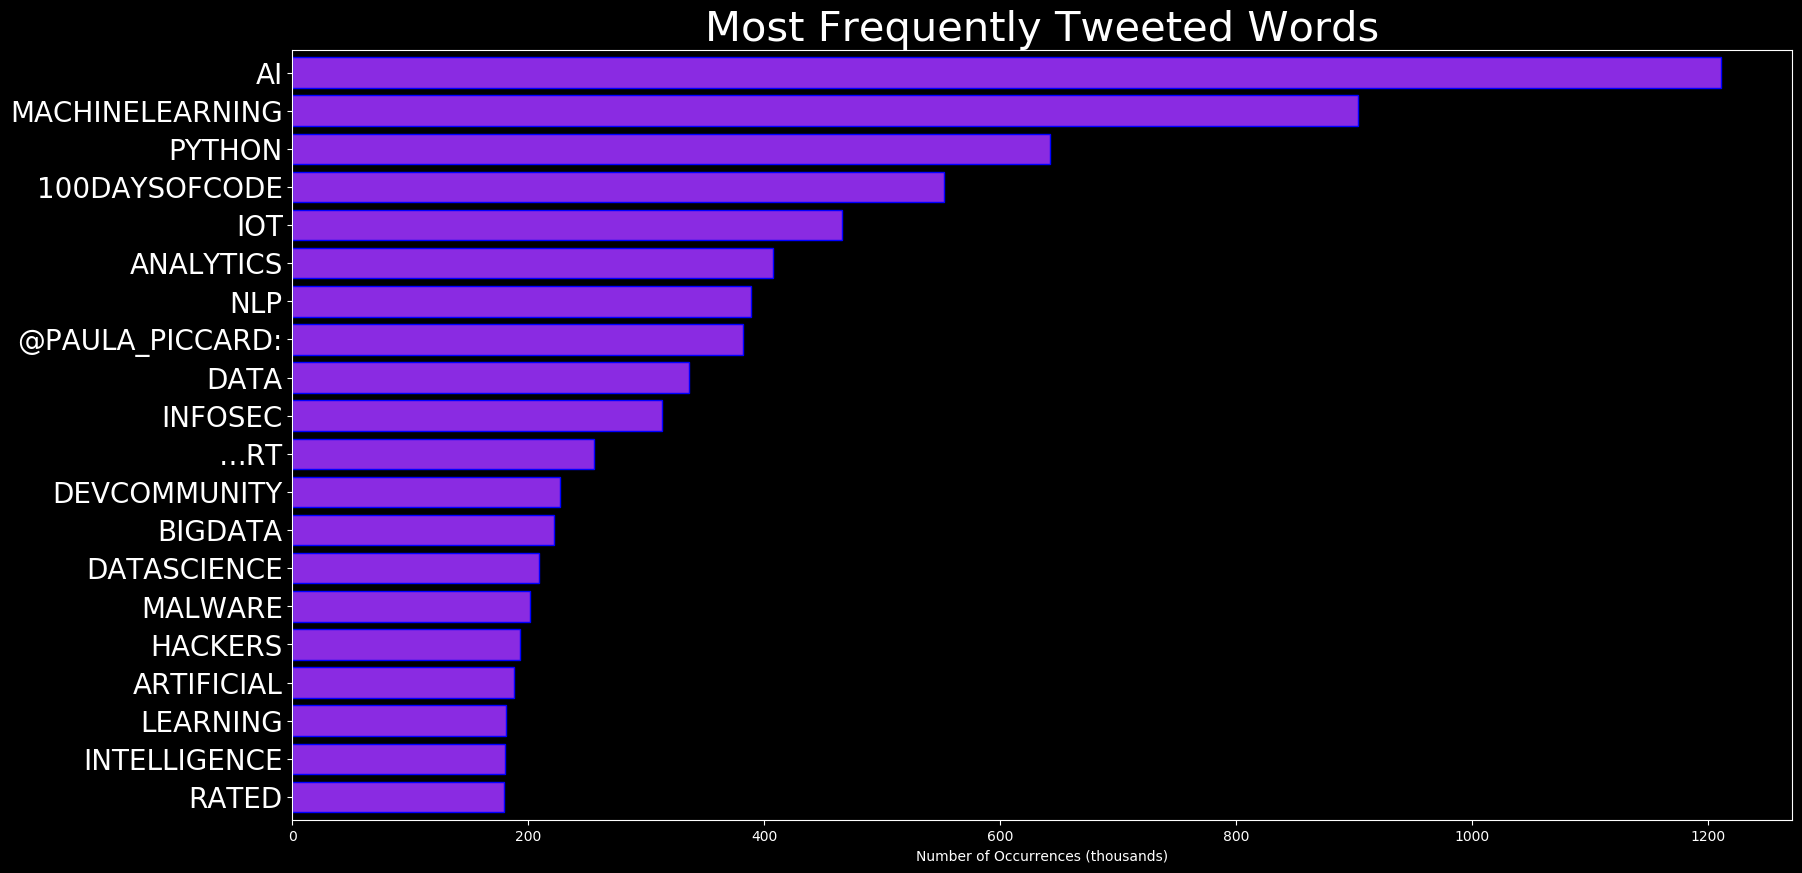 Most Frequently Tweeted Words
AI
MACHINELEARNING
PYTHON
100DAYSOFCODE
IOT
ANALYTICS
NLP
@PAULA_PICCARD:
DATA
INFOSEC
…RT
DEVCOMMUNITY
BIGDATA
DATASCIENCE
MALWARE
HACKERS
ARTIFICIAL
LEARNING
INTELLIGENCE
RATED
0 200 400 600 800 1000 1200
Number of Occurrences (thousands)